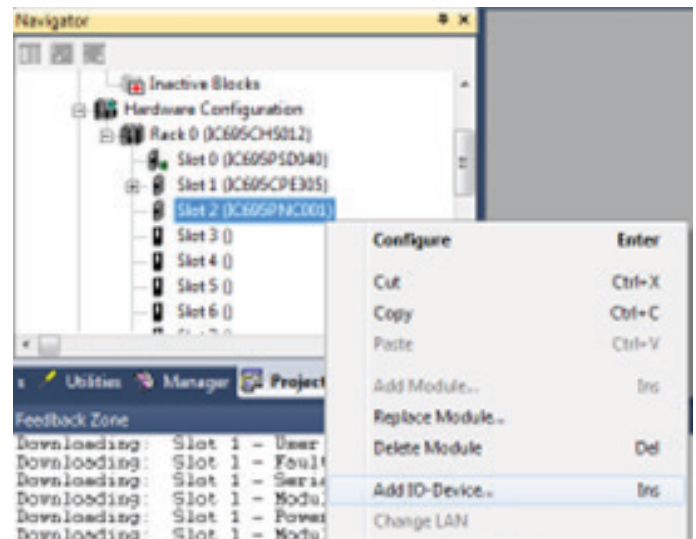 Navigator
Inactive Blocks
Hardware Configuration
Rack 0 (IC695CHS012)
Slot 0 (IC695PSD040)
Slot 1 (IC695CPE305)
Slot 2 (IC695PNC001)
Slot 3 ()
Slot 4 ()
Slot 5 ()
Slot 6 ()
Configure Enter
Cut Ctrl+X
Copy Ctrl+C
Paste Ctrl+V
Add Module... Ins
Replace Module...
Delete Module Del
Add IO-Device... Ins
Change LAN
s Utilities Manager Project
Feedback Zone
Downloading: Slot 1 - User
Downloading: Slot 1 - Fault
Downloading: Slot 1 - Seri
Downloading: Slot 1 - Modu
Downloading: Slot 1 - Power
Downloading: Slot 1 - Modu